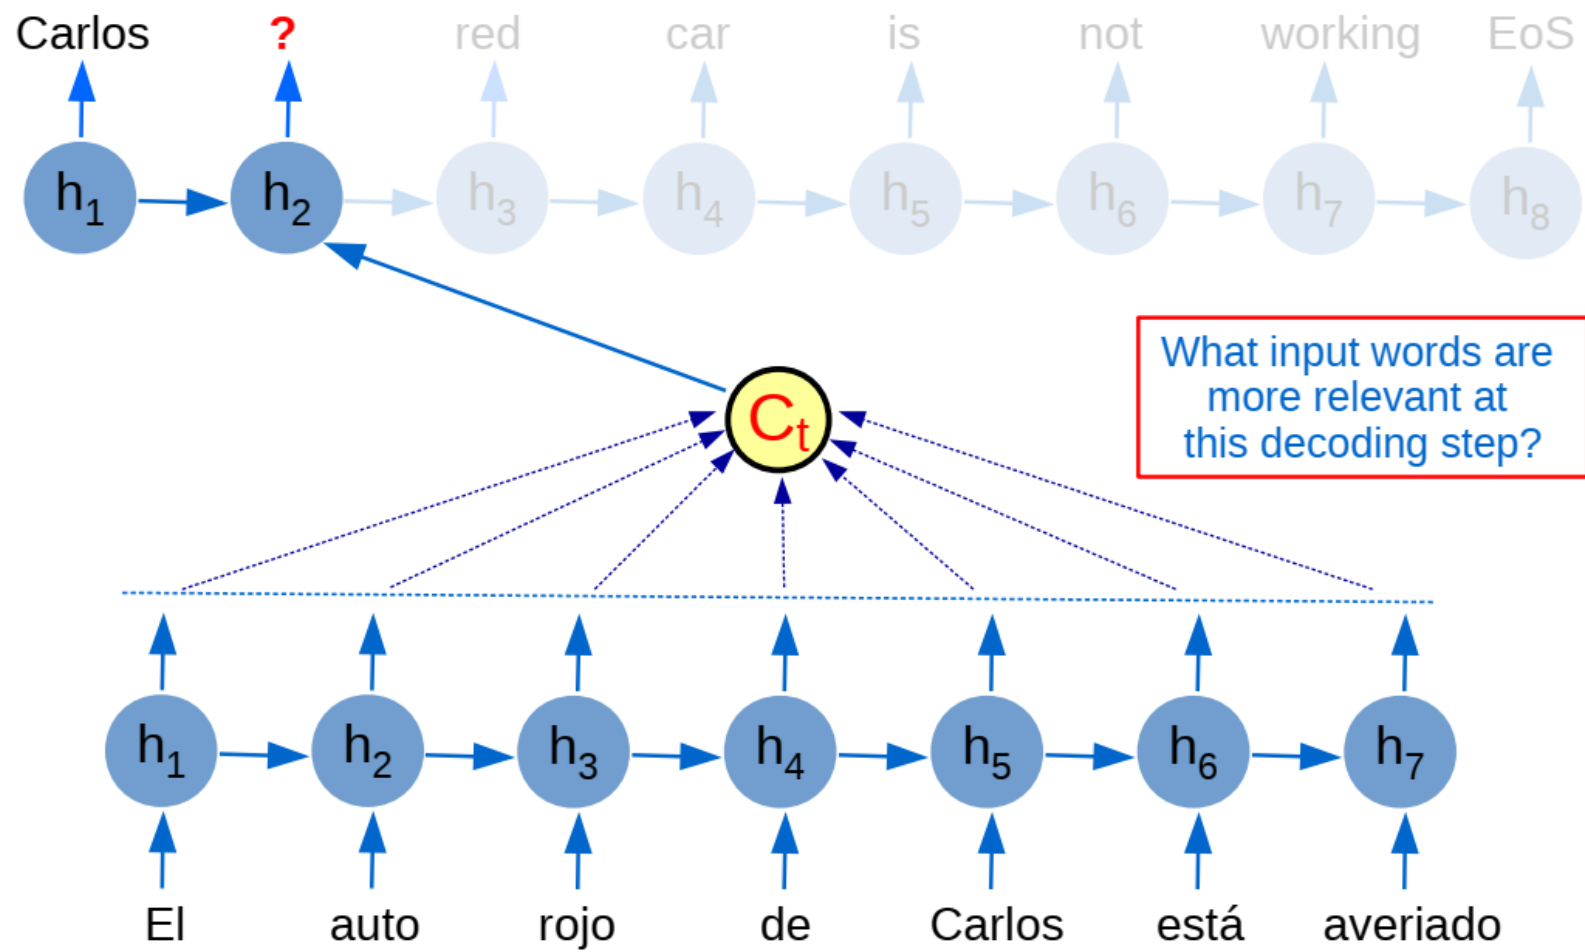 Carlos ? red car is not working EoS
h1 h2 h3 h4 h5 h6 h7 h8
What input words are
more relevant at
this decoding step?
Ct
h1 h2 h3 h4 h5 h6 h7
El auto rojo de Carlos está averiado